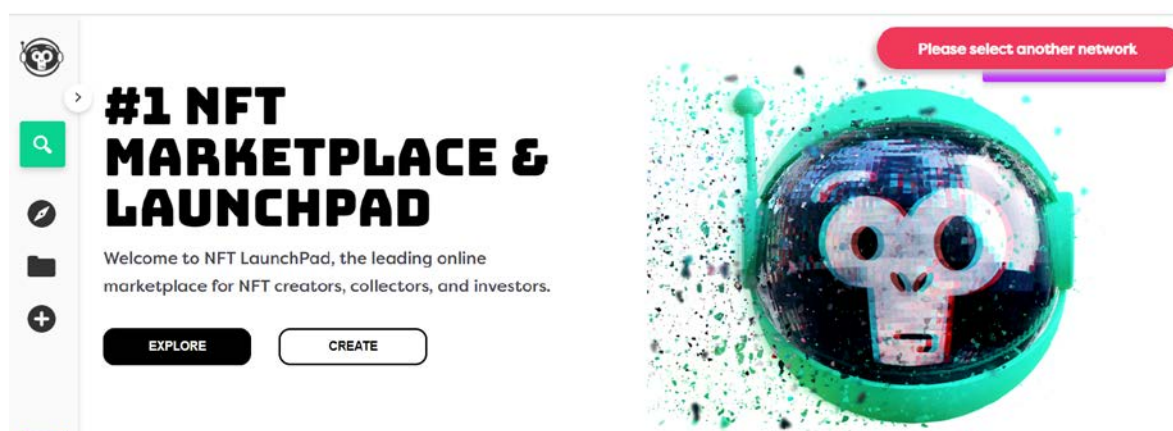 Please select another network
#1 NFT
MARKETPLACE &
LAUNCHPAD
Welcome to NFT LaunchPad, the leading online
marketplace for NFT creators, collectors, and investors.
EXPLORE
CREATE